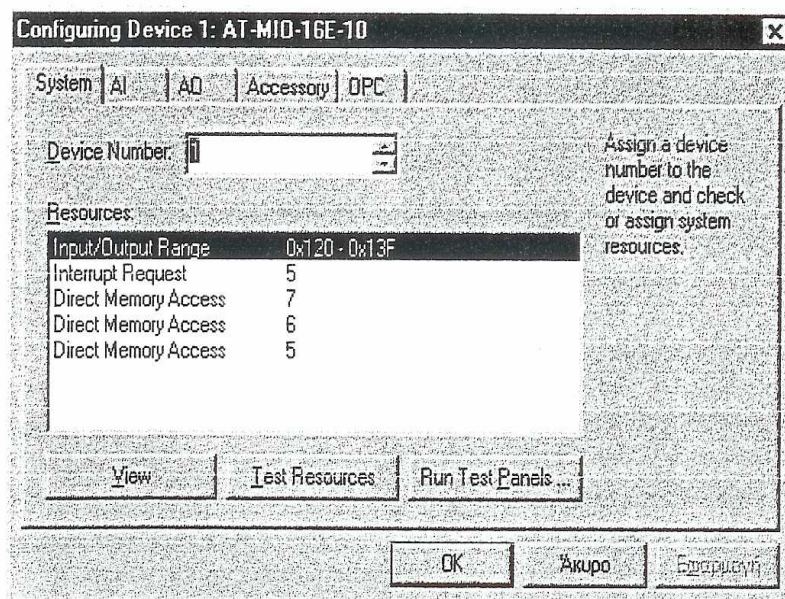 Configuring Device 1: AT-MIO-16E-10
System AI AO Accessory OPC
Device Number: 1
Assign a device
number to the
device and check
or assign system
resources.
Resources:
Input/Output Range 0x120 - 0x13F
Interrupt Request 5
Direct Memory Access 7
Direct Memory Access 6
Direct Memory Access 5
View Test Resources Run Test Panels ...
OK Άκυρο Εφαρμογή